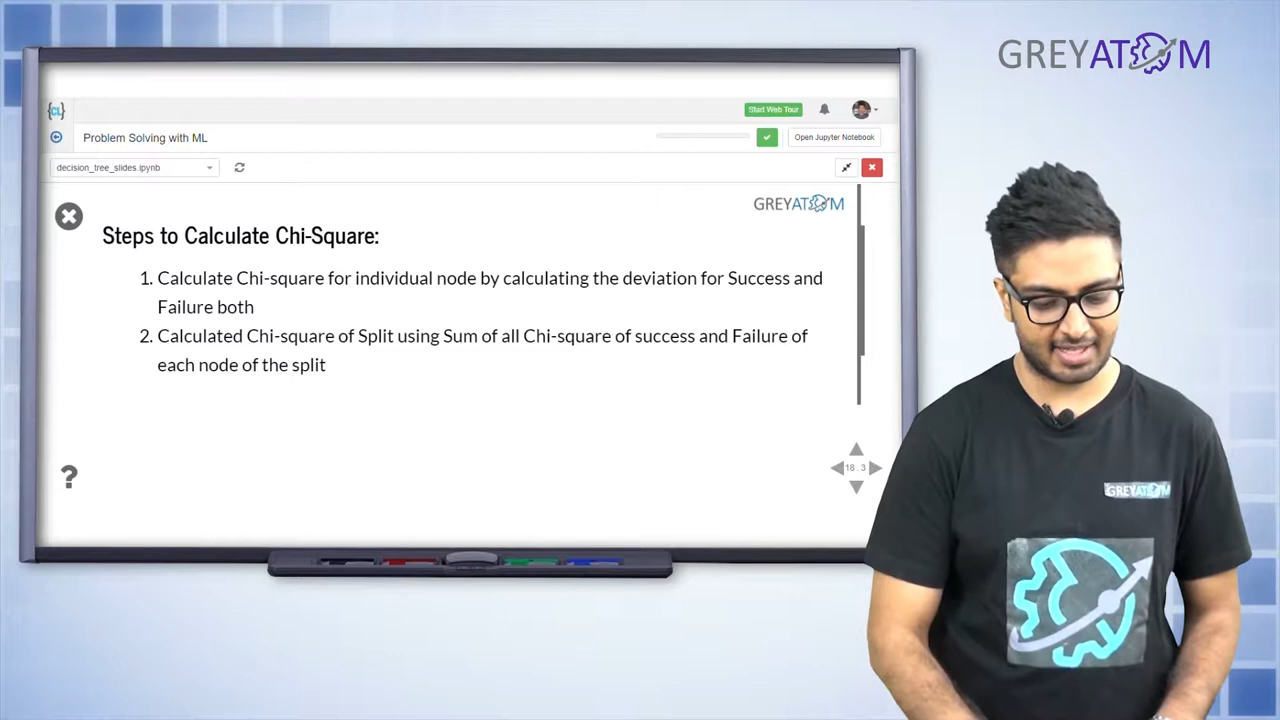 GREYATOM
{CL}
Start Web Tour
Problem Solving with ML
Open Jupyter Notebook
decision_tree_slides.ipynb
GREYATOM
Steps to Calculate Chi-Square:
1. Calculate Chi-square for individual node by calculating the deviation for Success and
Failure both
2. Calculated Chi-square of Split using Sum of all Chi-square of success and Failure of
each node of the split
?
18.3
GREYATOM